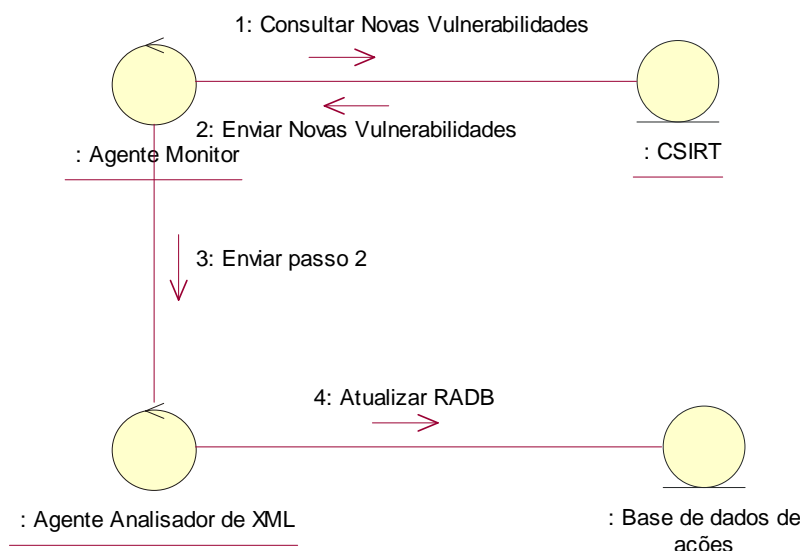 1: Consultar Novas Vulnerabilidades
2: Enviar Novas Vulnerabilidades
: Agente Monitor
: CSIRT
3: Enviar passo 2
4: Atualizar RADB
: Agente Analisador de XML
: Base de dados de
ações